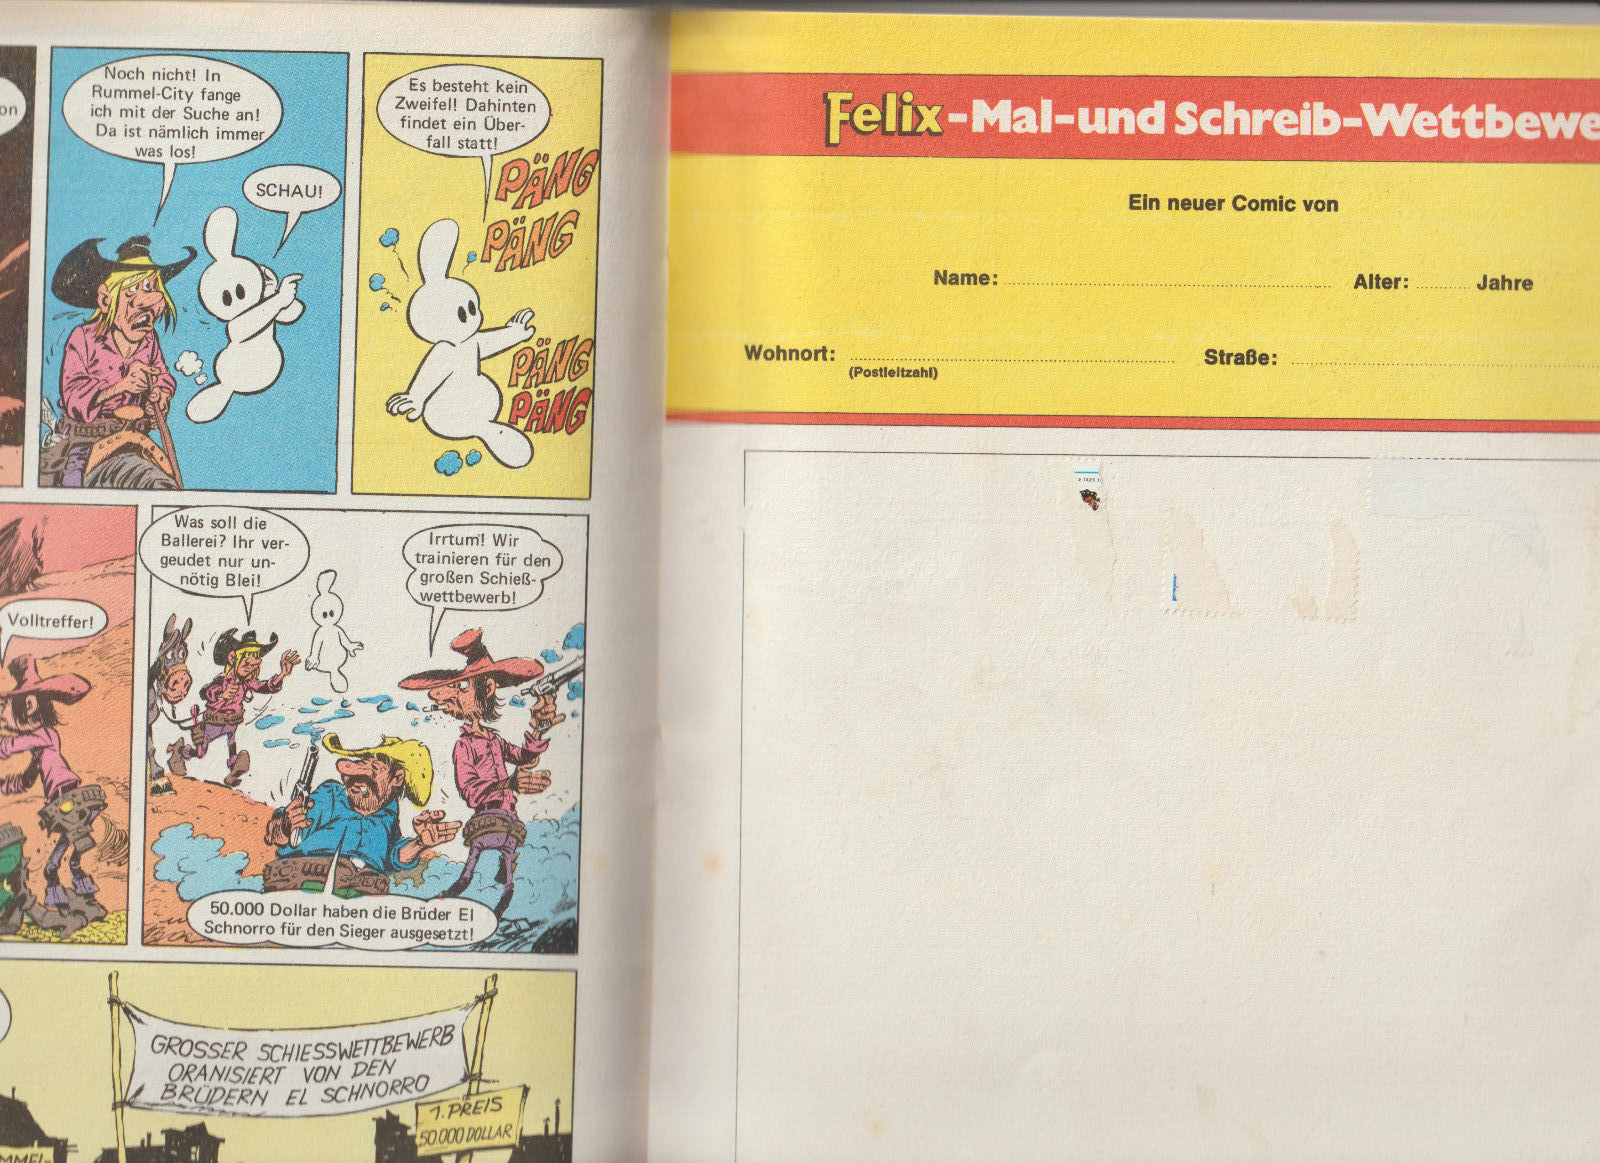 Noch nicht! In
Rummel-City fange
ich mit der Suche an!
Da ist nämlich immer
was los!
SCHAU!
Es besteht kein
Zweifel! Dahinten
findet ein Über-
fall statt!
PÄNG
PÄNG
PÄNG
PÄNG
Volltreffer!
Was soll die
Ballerei? Ihr ver-
geudet nur un-
nötig Blei!
Irrtum! Wir
trainieren für den
großen Schieß-
wettbewerb!
50.000 Dollar haben die Brüder El
Schnorro für den Sieger ausgesetzt!
GROSSER SCHIESSWETTBEWERB
ORANISIERT VON DEN
BRÜDERN EL SCHNORRO
1. PREIS
50.000 DOLLAR
Felix-Mal-und Schreib-Wettbewe
Ein neuer Comic von
Name:
Alter: Jahre
Wohnort:
(Postleitzahl)
Straße: